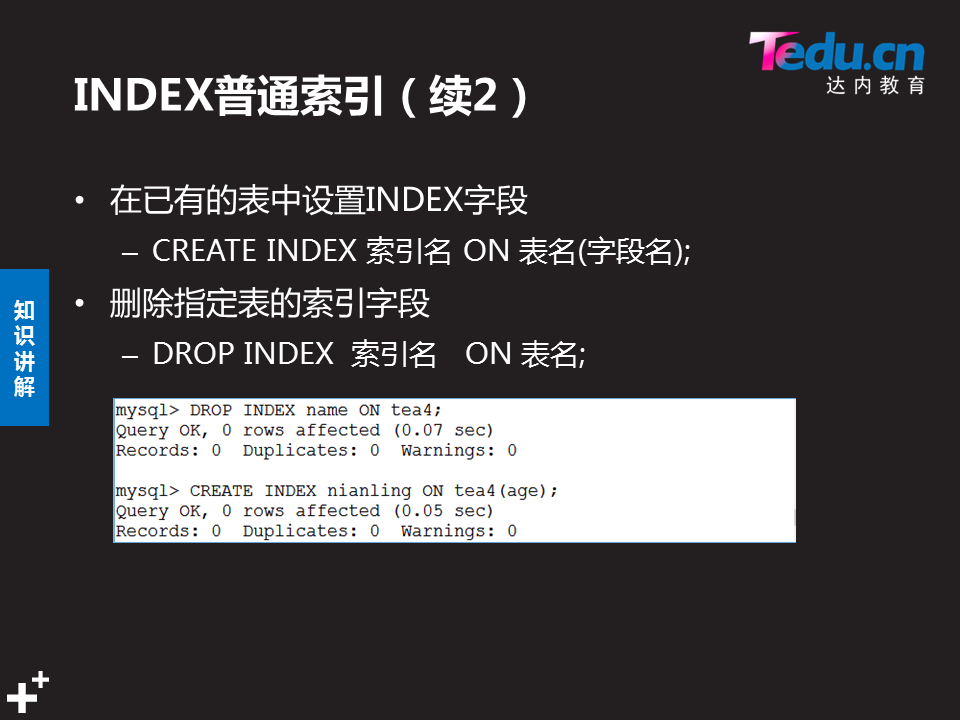 Tedu.cn
达内教育
INDEX普通索引（续2）
• 在已有的表中设置INDEX字段
– CREATE INDEX 索引名 ON 表名(字段名);
• 删除指定表的索引字段
– DROP INDEX 索引名 ON 表名;
知识讲解
mysql> DROP INDEX name ON tea4;
Query OK, 0 rows affected (0.07 sec)
Records: 0  Duplicates: 0  Warnings: 0
mysql> CREATE INDEX nianling ON tea4(age);
Query OK, 0 rows affected (0.05 sec)
Records: 0  Duplicates: 0  Warnings: 0